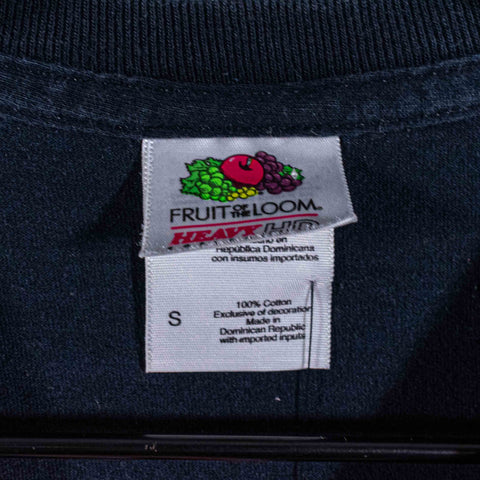 FRUIT OF THE LOOM®
HEAVY HD
en
República Dominicana
con insumos importados
S
100% Cotton
Exclusive of decoration
Made in
Dominican Republic
with imported inputs